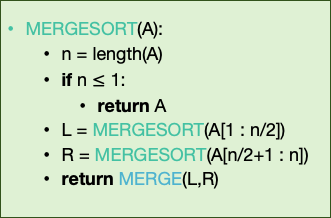 • MERGESORT(A):
• n = length(A)
• if n ≤ 1:
• return A
• L = MERGESORT(A[1 : n/2])
• R = MERGESORT(A[n/2+1 : n])
• return MERGE(L,R)